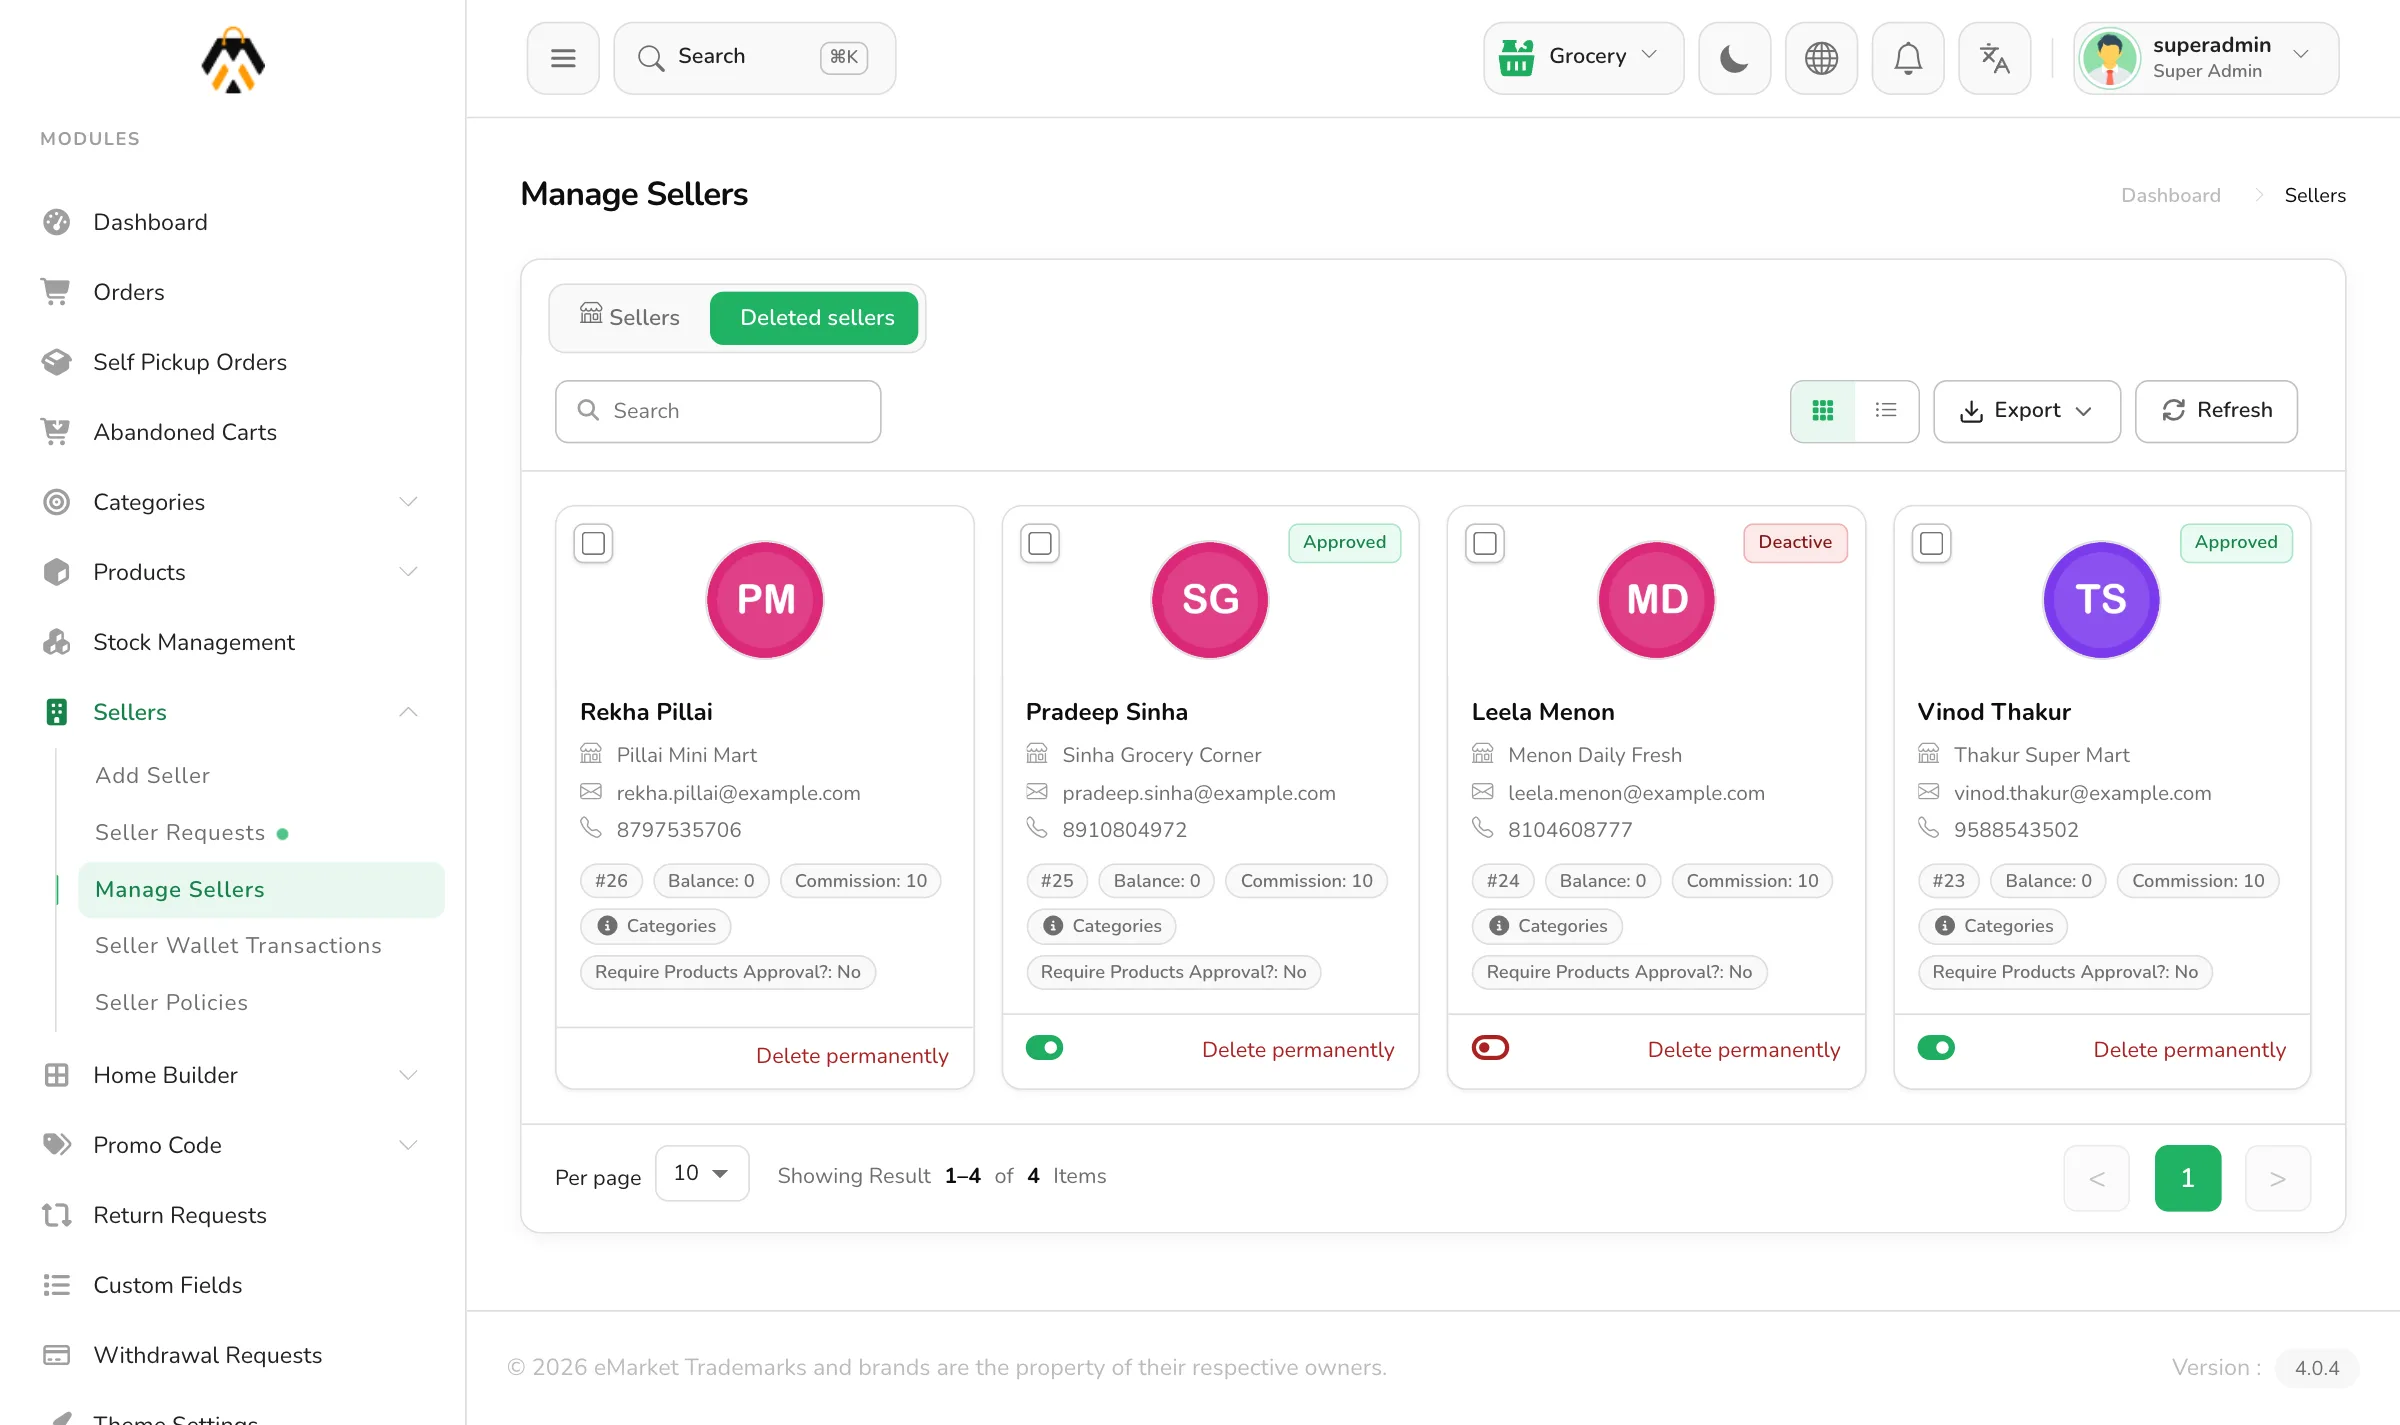 MODULES
Dashboard
Orders
Self Pickup Orders
Abandoned Carts
Categories
Products
Stock Management
Sellers
Add Seller
Seller Requests
Manage Sellers
Seller Wallet Transactions
Seller Policies
Home Builder
Promo Code
Return Requests
Custom Fields
Withdrawal Requests
Theme Settings
Search ⌘K
Grocery
superadmin
Super Admin
Manage Sellers
Dashboard > Sellers
Sellers Deleted sellers
Search
Export
Refresh
PM
Rekha Pillai
Pillai Mini Mart
rekha.pillai@example.com
8797535706
#26 Balance: 0 Commission: 10
Categories
Require Products Approval?: No
Delete permanently
Approved
SG
Pradeep Sinha
Sinha Grocery Corner
pradeep.sinha@example.com
8910804972
#25 Balance: 0 Commission: 10
Categories
Require Products Approval?: No
Delete permanently
Deactive
MD
Leela Menon
Menon Daily Fresh
leela.menon@example.com
8104608777
#24 Balance: 0 Commission: 10
Categories
Require Products Approval?: No
Delete permanently
Approved
TS
Vinod Thakur
Thakur Super Mart
vinod.thakur@example.com
9588543502
#23 Balance: 0 Commission: 10
Categories
Require Products Approval?: No
Delete permanently
Per page 10 Showing Result 1–4 of 4 Items
< 1 >
© 2026 eMarket Trademarks and brands are the property of their respective owners.
Version : 4.0.4